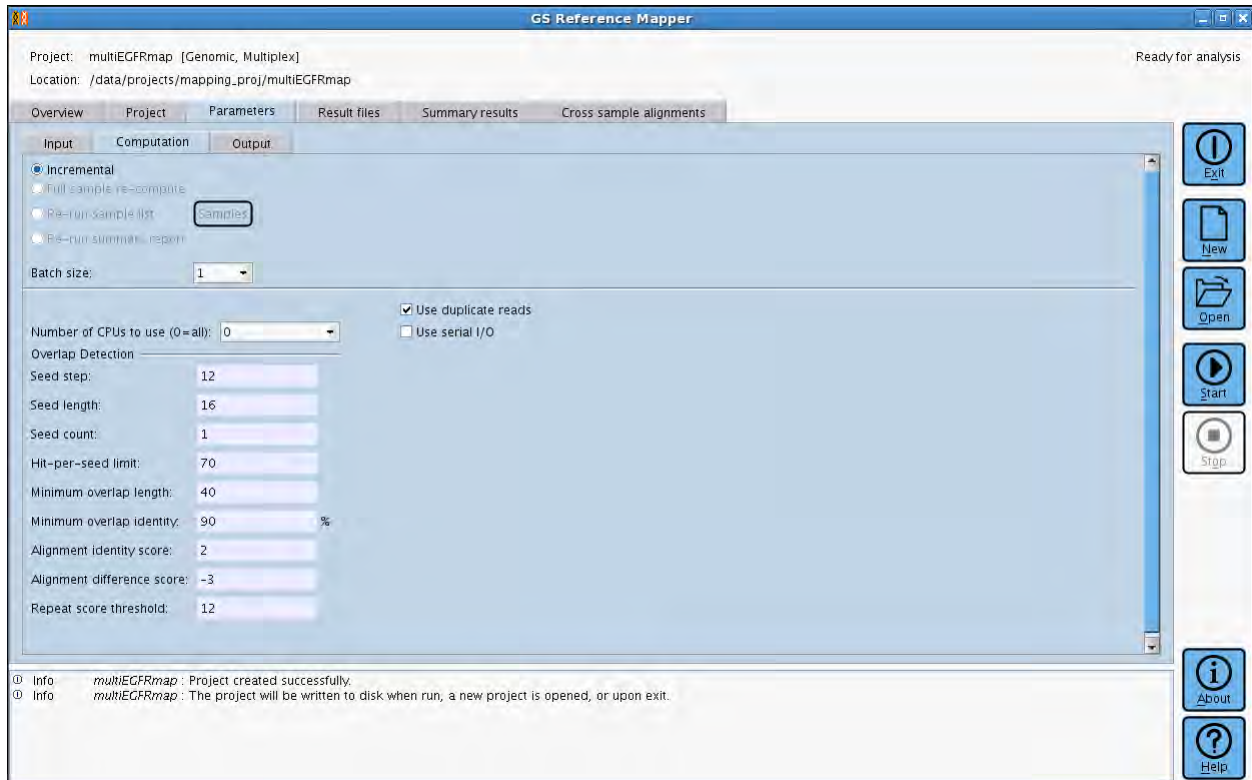 GS Reference Mapper
Project: multiEGFRmap [Genomic, Multiplex]
Ready for analysis
Location: /data/projects/mapping_proj/multiEGFRmap
Overview Project Parameters Result files Summary results Cross sample alignments
Input Computation Output
Incremental
Full sample re-compute
Re-run sample list Samples
Re-run summary report
Batch size: 1
Use duplicate reads
Number of CPUs to use (0=all): 0 Use serial I/O
Overlap Detection
Seed step: 12
Seed length: 16
Seed count: 1
Hit-per-seed limit: 70
Minimum overlap length: 40
Minimum overlap identity: 90 %
Alignment identity score: 2
Alignment difference score: -3
Repeat score threshold: 12
Exit
New
Open
Start
Stop
About
Help
Info multiEGFRmap : Project created successfully.
Info multiEGFRmap : The project will be written to disk when run, a new project is opened, or upon exit.